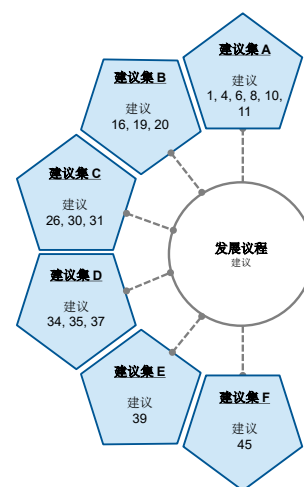 建议集 A
建议
1, 4, 6, 8, 10,
11
建议集 B
建议
16, 19, 20
建议集 C
建议
26, 30, 31
发展议程
建议
建议集 D
建议
34, 35, 37
建议集 E
建议
39
建议集 F
建议
45